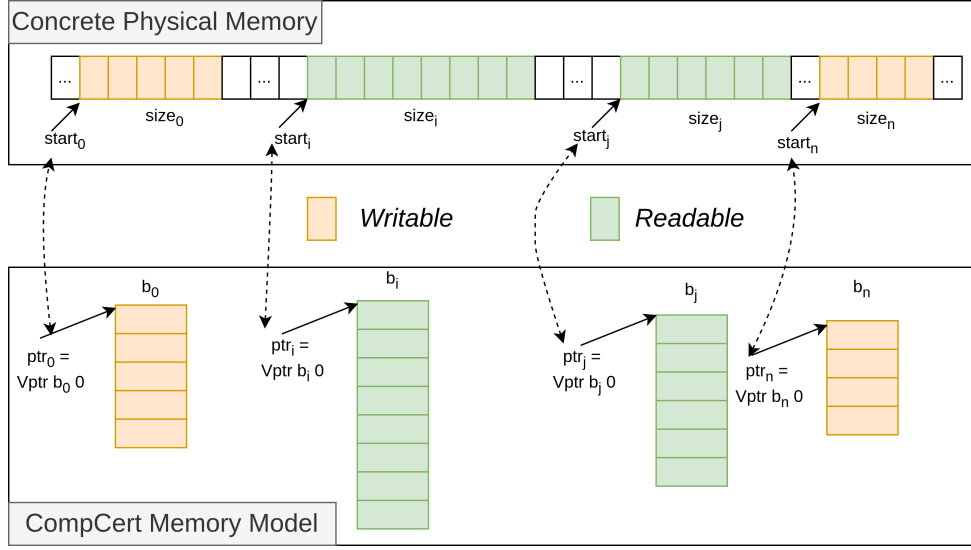 Concrete Physical Memory
... ... ... ... ...
size₀ sizeᵢ sizeⱼ sizeₙ
start₀ startᵢ startⱼ startₙ
Writable Readable
b₀ bᵢ bⱼ bₙ
ptr₀ =
Vptr b₀ 0
ptrᵢ =
Vptr bᵢ 0
ptrⱼ =
Vptr bⱼ 0
ptrₙ =
Vptr bₙ 0
CompCert Memory Model